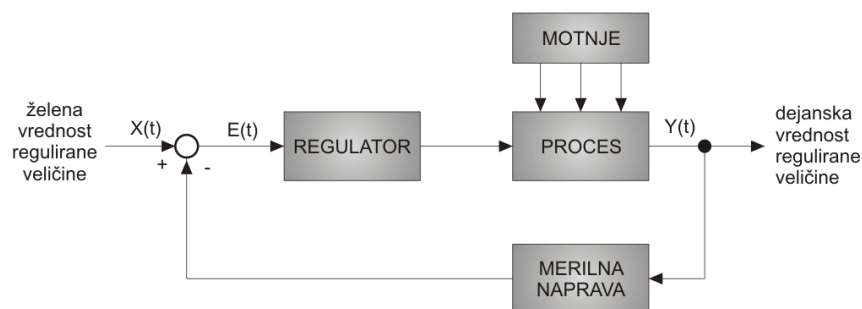 MOTNJE
želena
vrednost
regulirane
veličine
X(t)
+
-
E(t)
REGULATOR
PROCES
Y(t)
dejanska
vrednost
regulirane
veličine
MERILNA
NAPRAVA